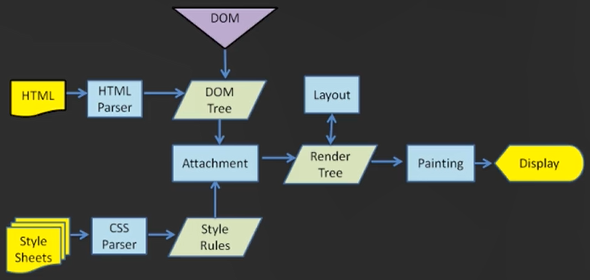 DOM
HTML
HTML
Parser
DOM
Tree
Layout
Attachment
Render
Tree
Painting
Display
Style
Sheets
CSS
Parser
Style
Rules